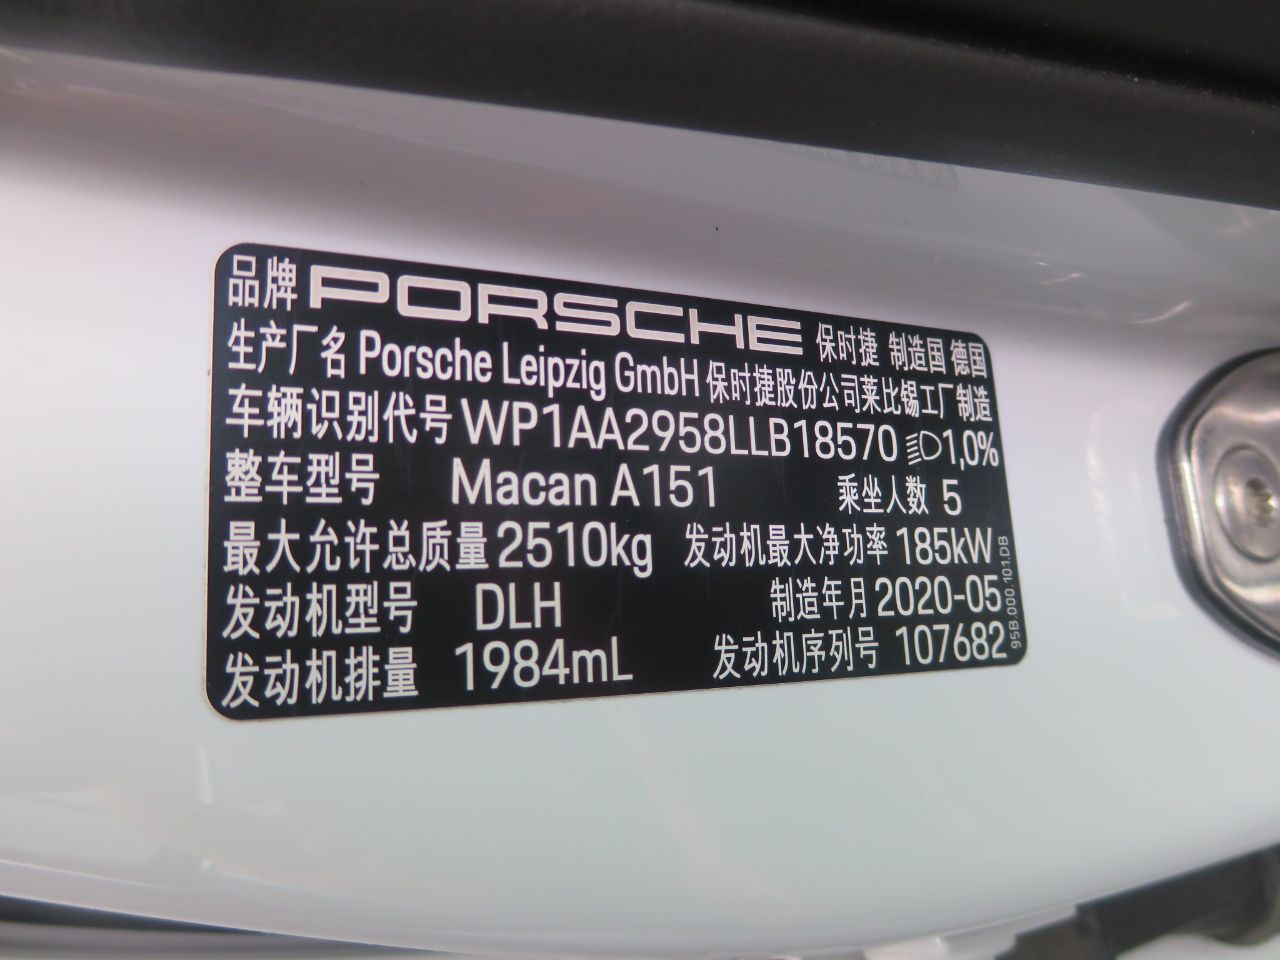 品牌 PORSCHE 保时捷 制造国 德国
生产厂名 Porsche Leipzig GmbH 保时捷股份公司莱比锡工厂制造
车辆识别代号 WP1AA2958LLB18570 1,0%
整车型号 Macan A151 乘坐人数 5
最大允许总质量 2510kg 发动机最大净功率 185kW
发动机型号 DLH 制造年月 2020-05
发动机排量 1984mL 发动机序列号 107682
95B.000.101.DB